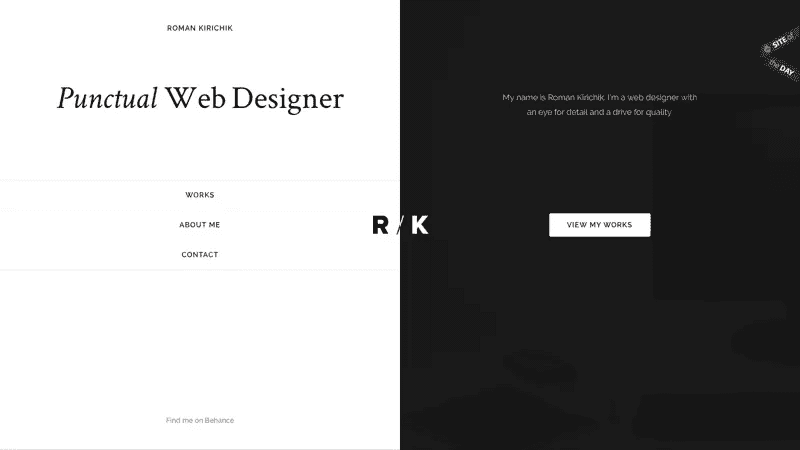 ROMAN KIRICHIK
Punctual Web Designer
WORKS
ABOUT ME
CONTACT
Find me on Behance
R / K
My name is Roman Kirichik, I'm a web designer with
an eye for detail and a drive for quality
VIEW MY WORKS
SITE of
the DAY